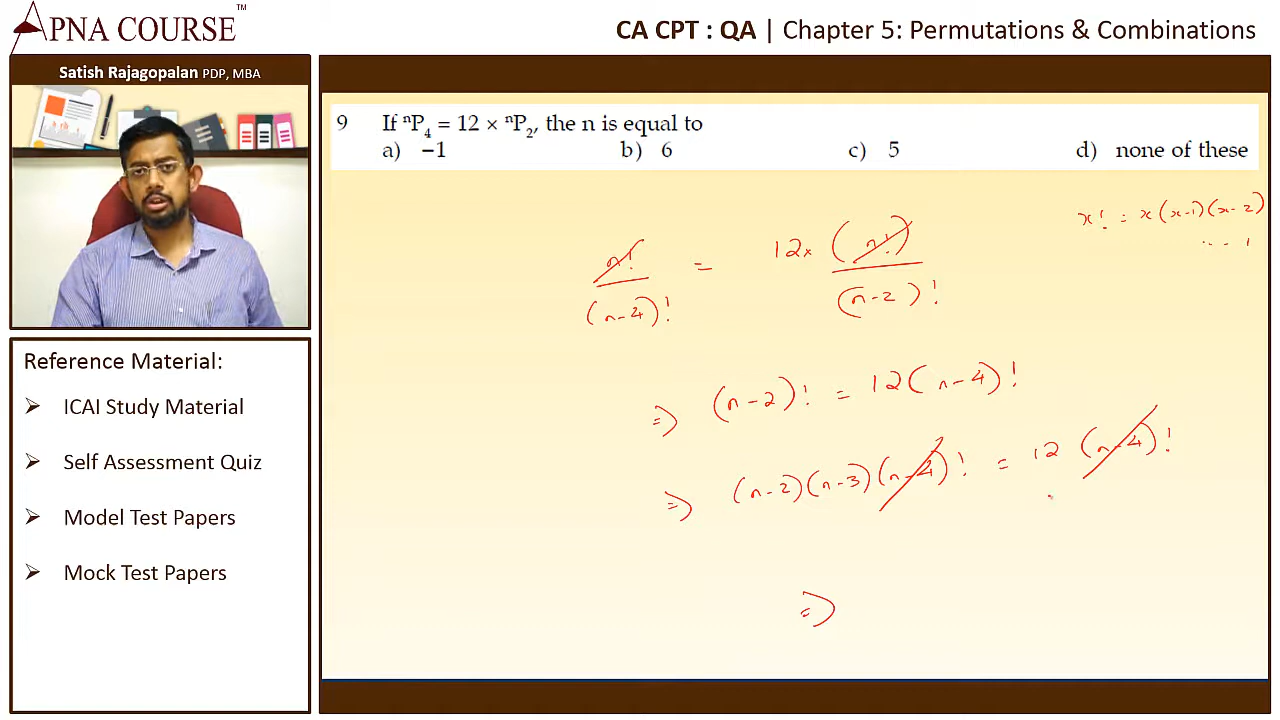 APNA COURSE™
CA CPT : QA | Chapter 5: Permutations & Combinations
Satish Rajagopalan PDP, MBA
Reference Material:
➢ ICAI Study Material
➢ Self Assessment Quiz
➢ Model Test Papers
➢ Mock Test Papers
9 If ⁿP₄ = 12 × ⁿP₂, the n is equal to
a) −1 b) 6 c) 5 d) none of these
x! = x(x-1)(x-2)
... 1
n!/(n-4)! = 12× (n!)/(n-2)!
⇒ (n-2)! = 12(n-4)!
⇒ (n-2)(n-3)(n-4)! = 12 (n-4)!
⇒